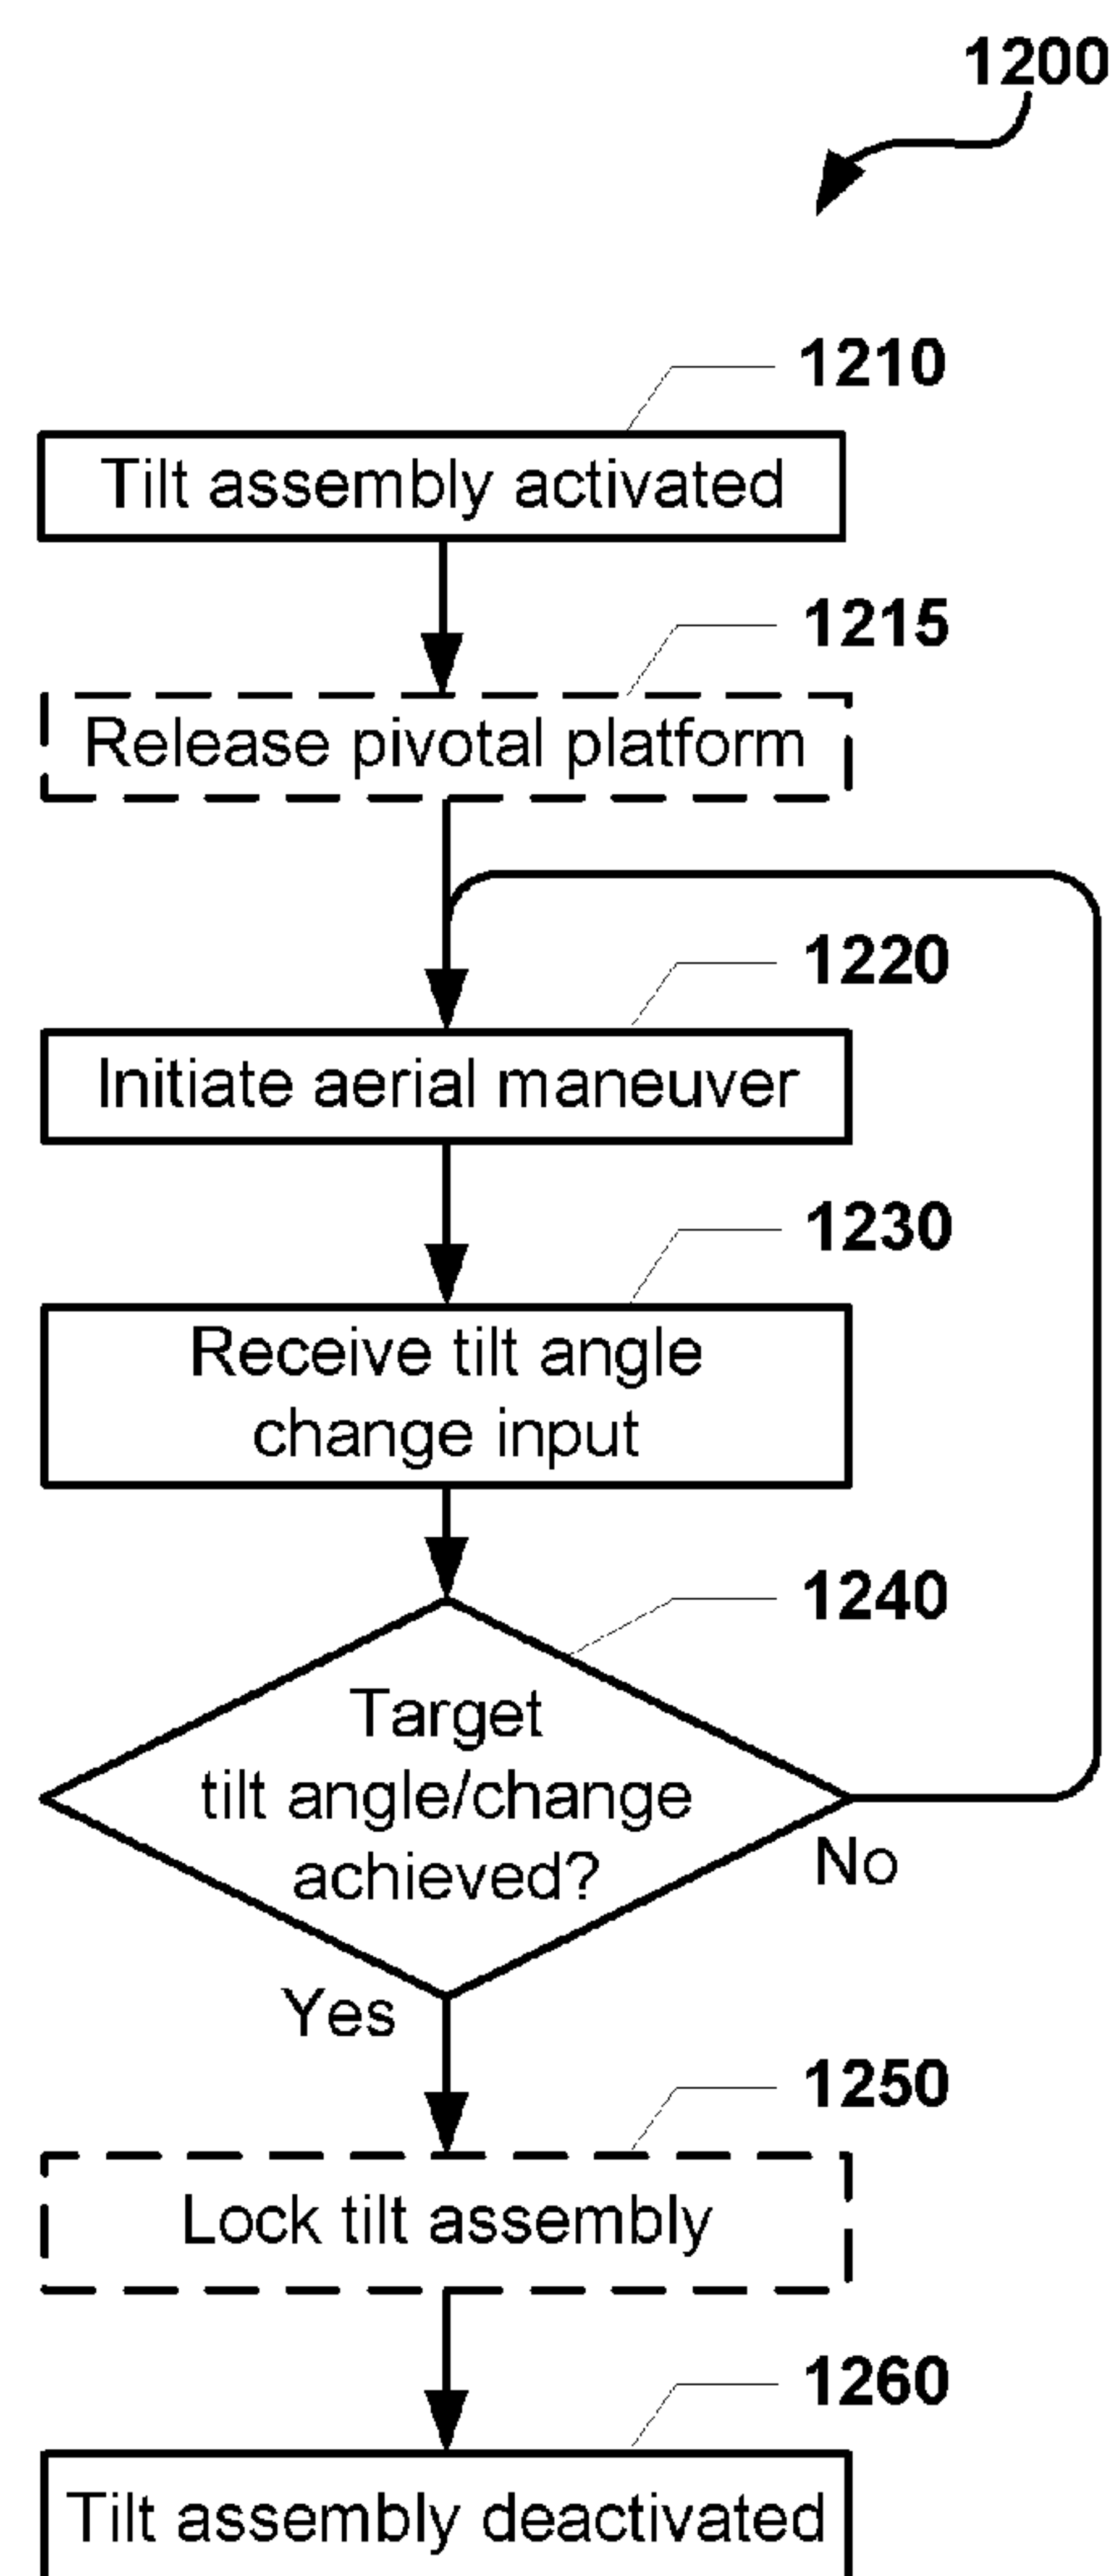 1200
1210
Tilt assembly activated
1215
Release pivotal platform
1220
Initiate aerial maneuver
1230
Receive tilt angle
change input
1240
Target
tilt angle/change
achieved?
No
Yes
1250
Lock tilt assembly
1260
Tilt assembly deactivated